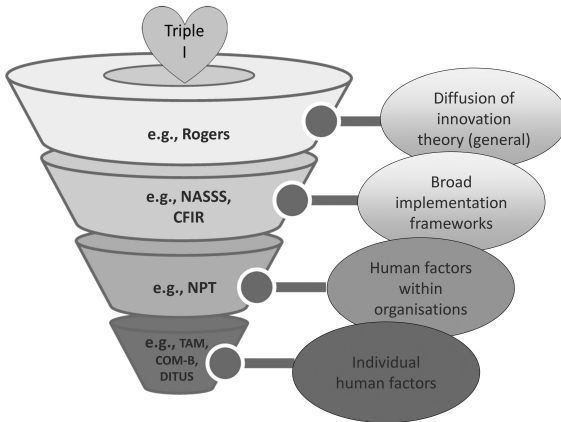 Triple
I
e.g., Rogers
Diffusion of
innovation
theory (general)
e.g., NASSS,
CFIR
Broad
implementation
frameworks
e.g., NPT
Human factors
within
organisations
e.g., TAM,
COM-B,
DITUS
Individual
human factors